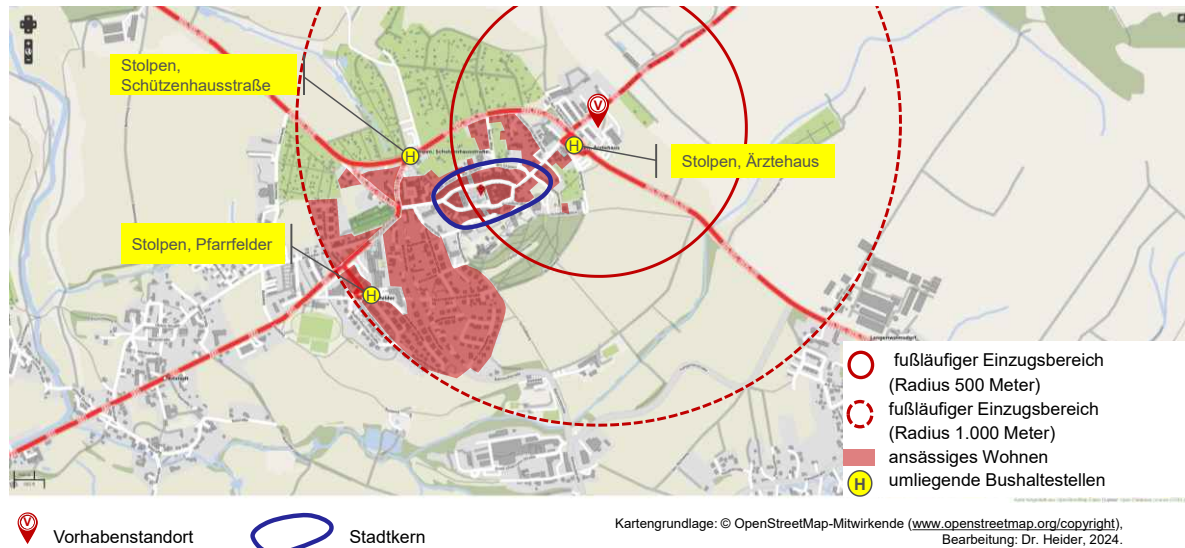 Stolpen,
Schützenhausstraße
Stolpen, Ärztehaus
Stolpen, Pfarrfelder
H
H
H
V
Langenwolmsdorf
fußläufiger Einzugsbereich
(Radius 500 Meter)
fußläufiger Einzugsbereich
(Radius 1.000 Meter)
ansässiges Wohnen
H umliegende Bushaltestellen
V Vorhabenstandort
Stadtkern
Kartengrundlage: © OpenStreetMap-Mitwirkende (www.openstreetmap.org/copyright),
Bearbeitung: Dr. Heider, 2024.